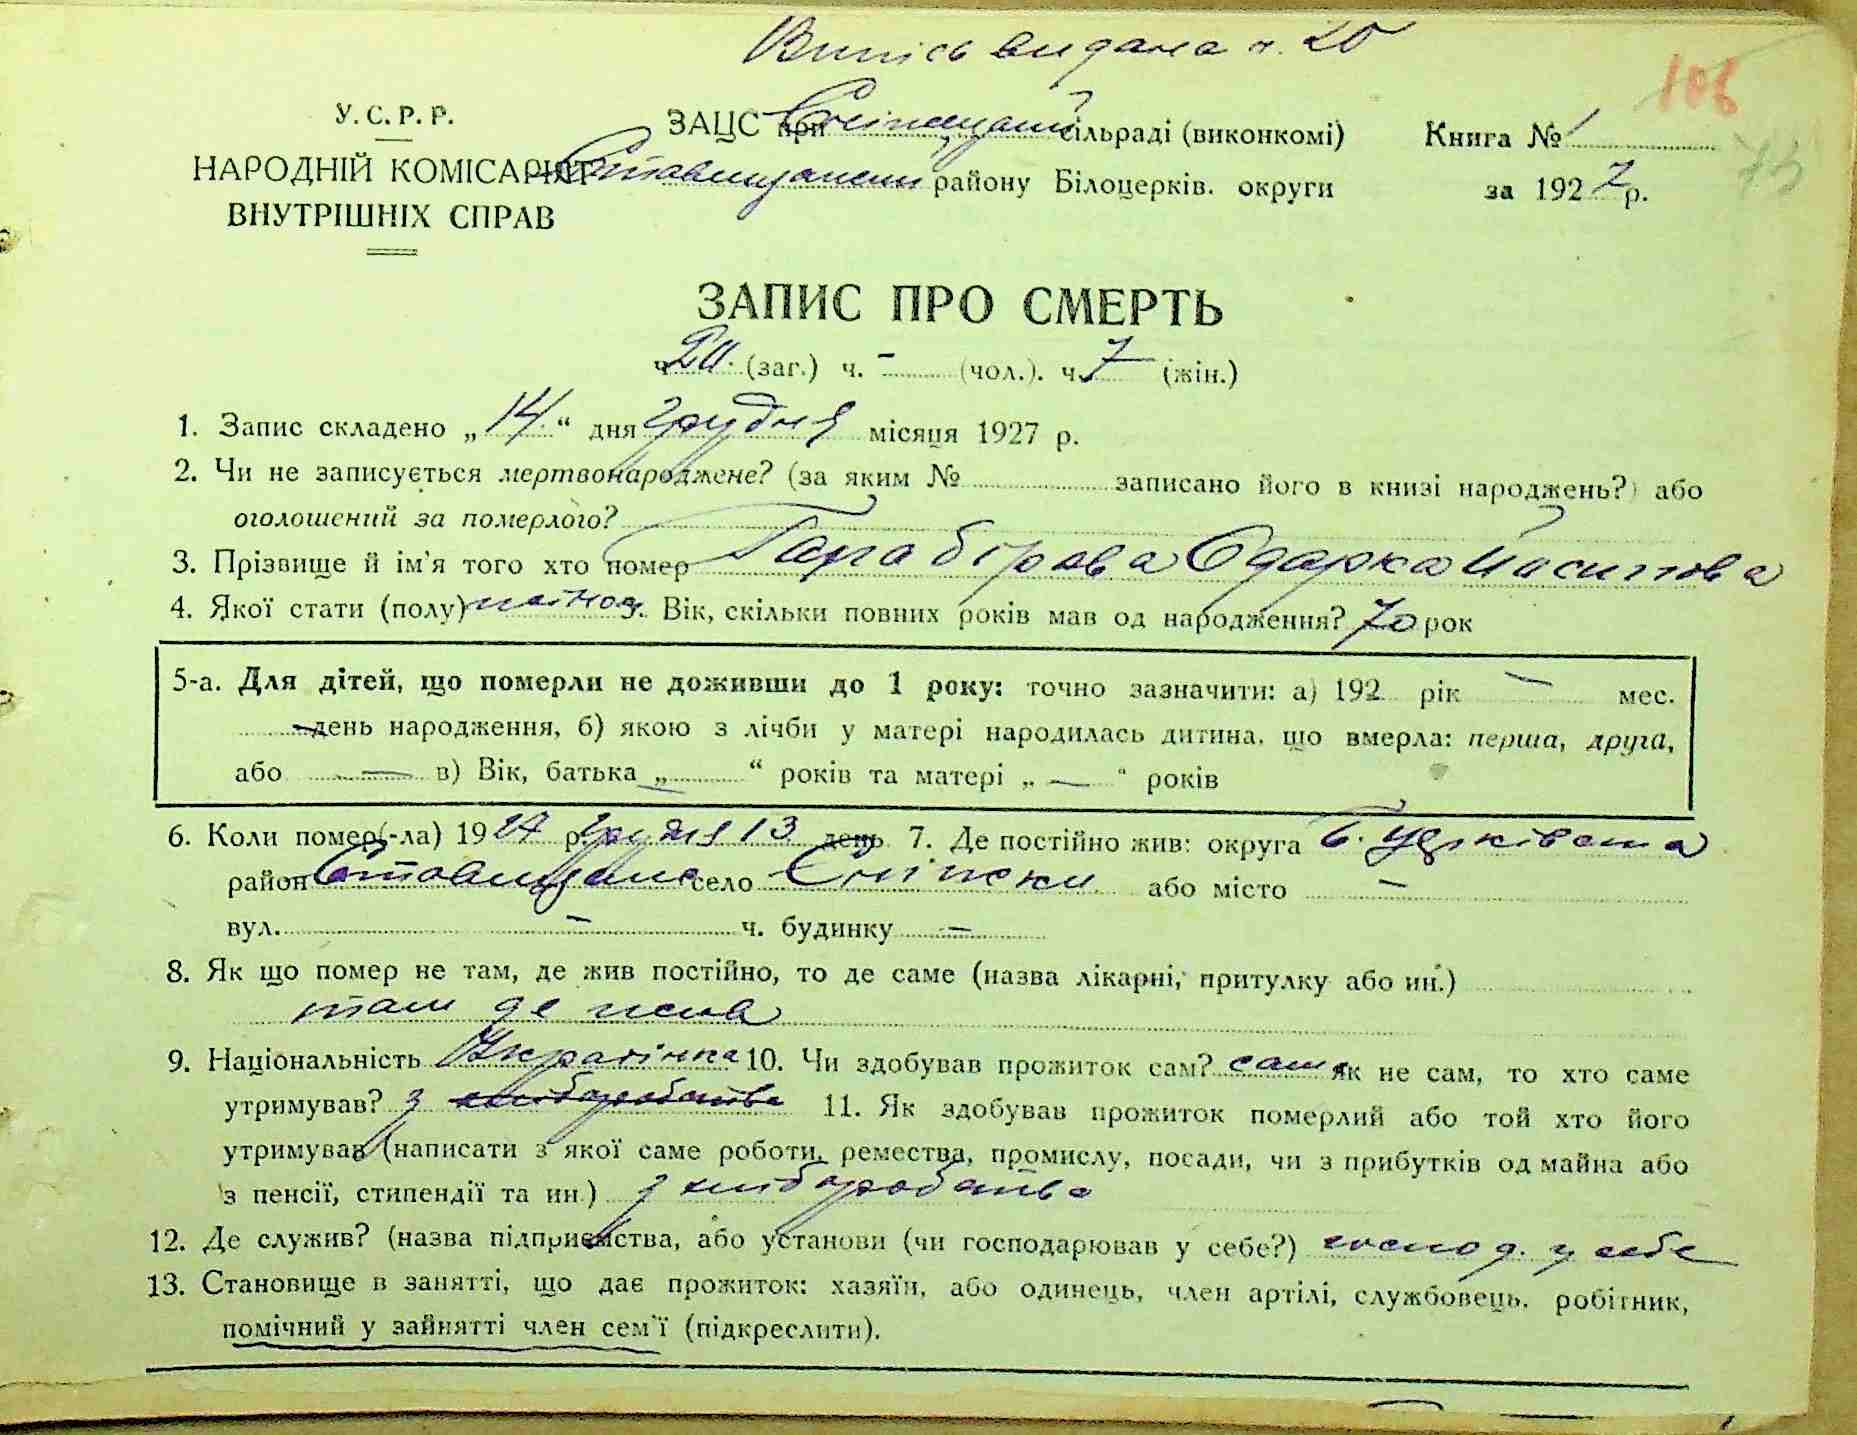 Випись видана ч. 20
106
73
У. С. Р. Р.
НАРОДНІЙ КОМІСАРІЯТ
ВНУТРІШНІХ СПРАВ
ЗАЦС при сільраді (виконкомі)
Ставищанськ району Білоцерків. округи
Книга № 1
за 1927 р.
ЗАПИС ПРО СМЕРТЬ
ч. 20. (заг.) ч. – (чол.). ч. 7 (жін.)
1. Запис складено „14.“ дня грудня місяця 1927 р.
2. Чи не записується мертвонароджене? (за яким № записано його в книзі народжень?) або
оголошений за померлого?
3. Прізвище й ім'я того хто помер Одарка Йосипова
4. Якої стати (полу) жіноч. Вік, скільки повних років мав од народження? 70 рок
5-а. Для дітей, що померли не доживши до 1 року: точно зазначити: а) 192 рік — мес.
— день народження, б) якою з лічби у матері народилась дитина, що вмерла: перша, друга,
або — в) Вік, батька „—“ років та матері „—“ років
6. Коли помер(-ла) 1927 р. грудня 13 день 7. Де постійно жив: округа Б. Церківська
район Ставищанс село або місто —
вул. — ч. будинку —
8. Як що помер не там, де жив постійно, то де саме (назва лікарні, притулку або ин.)
там де жила
9. Національність Українка 10. Чи здобував прожиток сам? сам Як не сам, то хто саме
утримував? з хліборобства 11. Як здобував прожиток померлий або той хто його
утримував (написати з якої саме роботи, ремества, промислу, посади, чи з прибутків од майна або
з пенсії, стипендії та ин.) з хліборобства
12. Де служив? (назва підприємства, або установи (чи господарював у себе?) господ. у себе
13. Становище в занятті, що дає прожиток: хазяїн, або одинець, член артілі, службовець, робітник,
помічний у зайнятті член сем'ї (підкреслити).